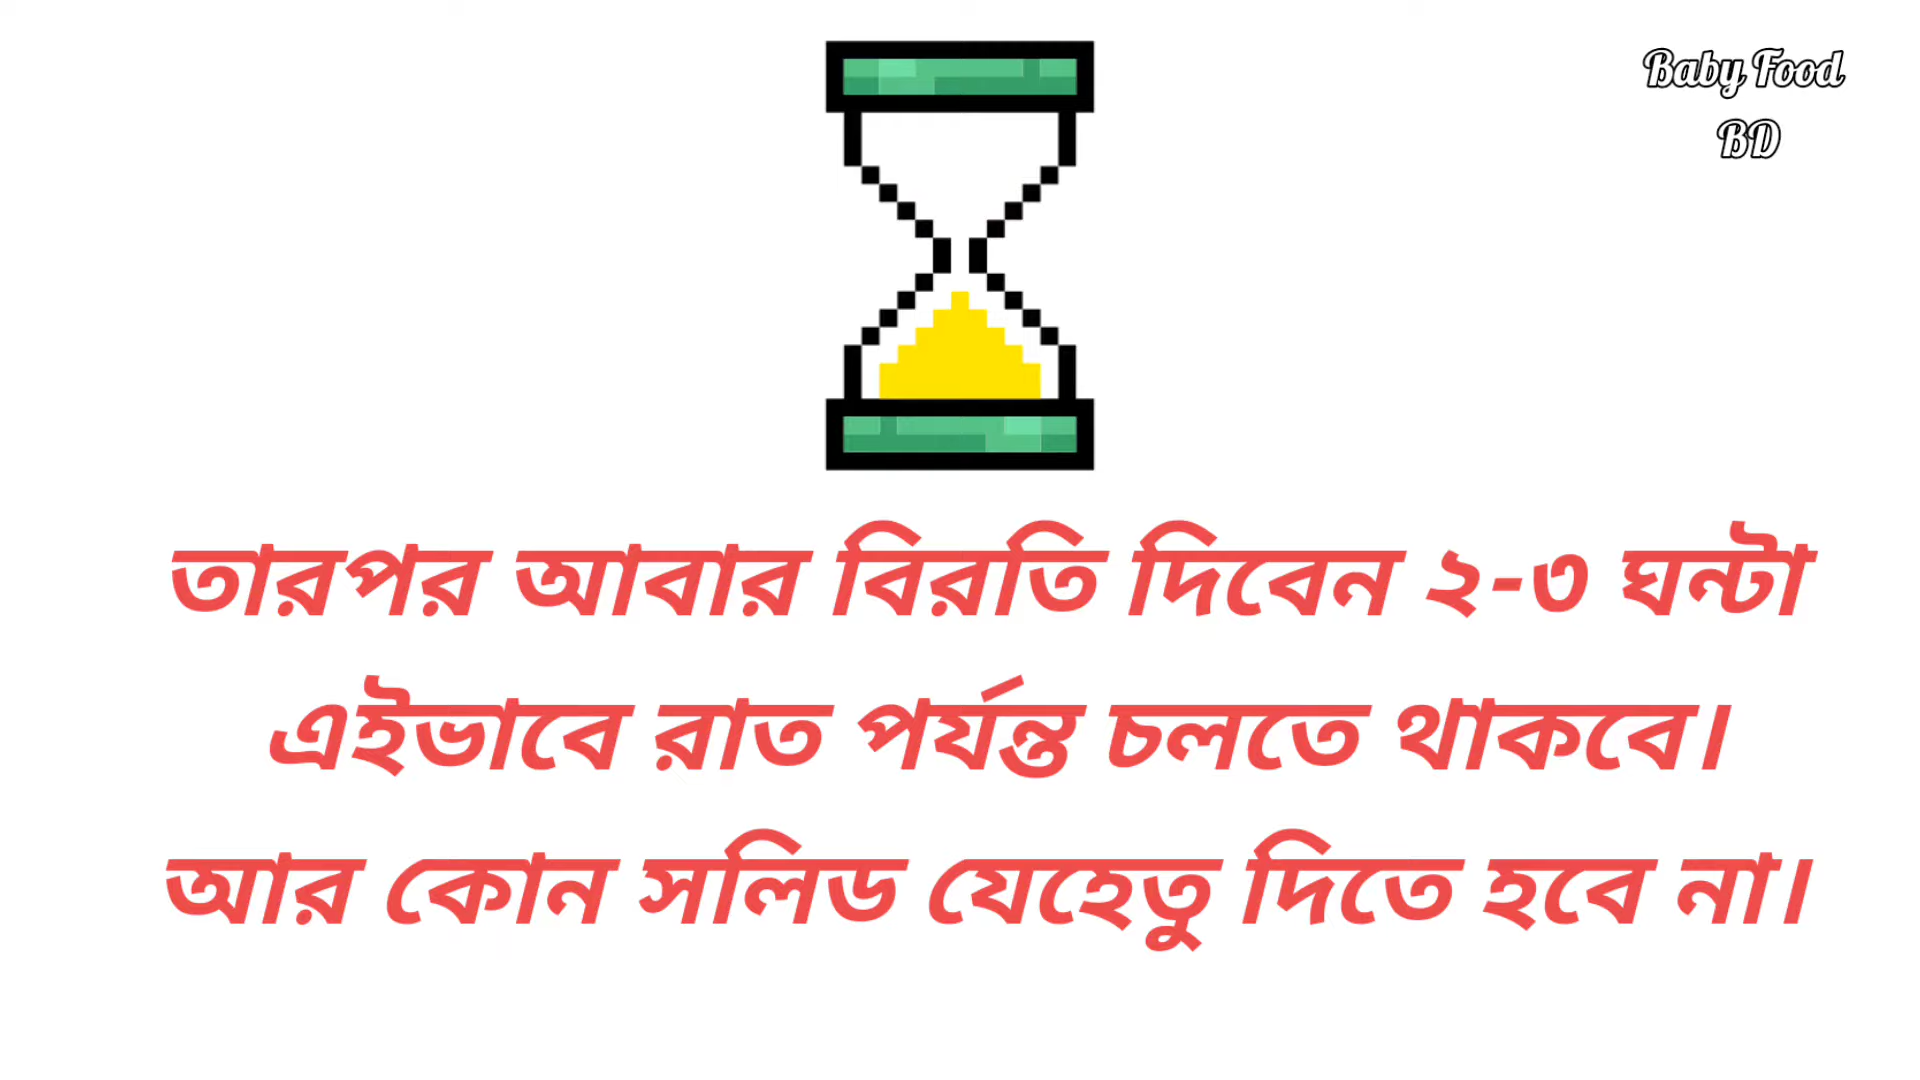 Baby Food
BD
তারপর আবার বিরতি দিবেন ২-৩ ঘন্টা
এইভাবে রাত পর্যন্ত চলতে থাকবে।
আর কোন সলিড যেহেতু দিতে হবে না।